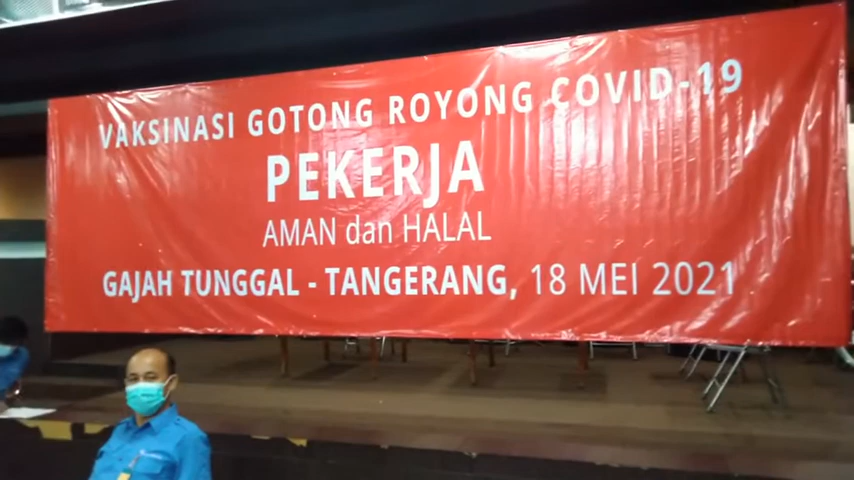 VAKSINASI GOTONG ROYONG COVID-19
PEKERJA
AMAN dan HALAL
GAJAH TUNGGAL - TANGERANG, 18 MEI 2021